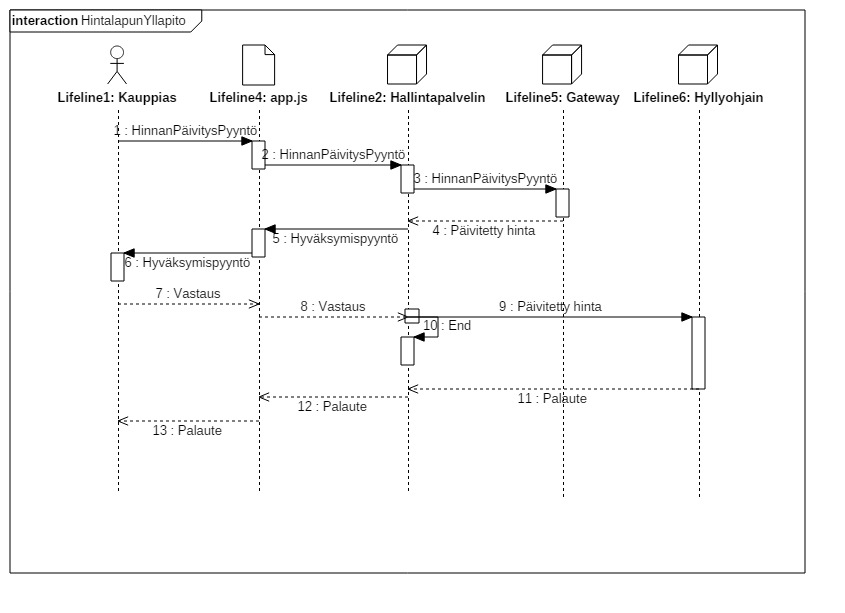 interaction HintalapunYllapito
Lifeline1: Kauppias
Lifeline4: app.js
Lifeline2: Hallintapalvelin
Lifeline5: Gateway
Lifeline6: Hyllyohjain
1 : HinnanPäivitysPyyntö
2 : HinnanPäivitysPyyntö
3 : HinnanPäivitysPyyntö
4 : Päivitetty hinta
5 : Hyväksymispyyntö
6 : Hyväksymispyyntö
7 : Vastaus
8 : Vastaus
9 : Päivitetty hinta
10 : End
11 : Palaute
12 : Palaute
13 : Palaute